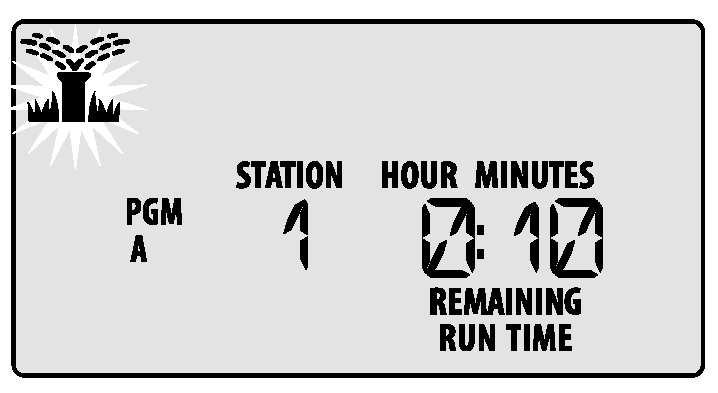 STATION HOUR MINUTES
PGM
A 1 0:10
REMAINING
RUN TIME